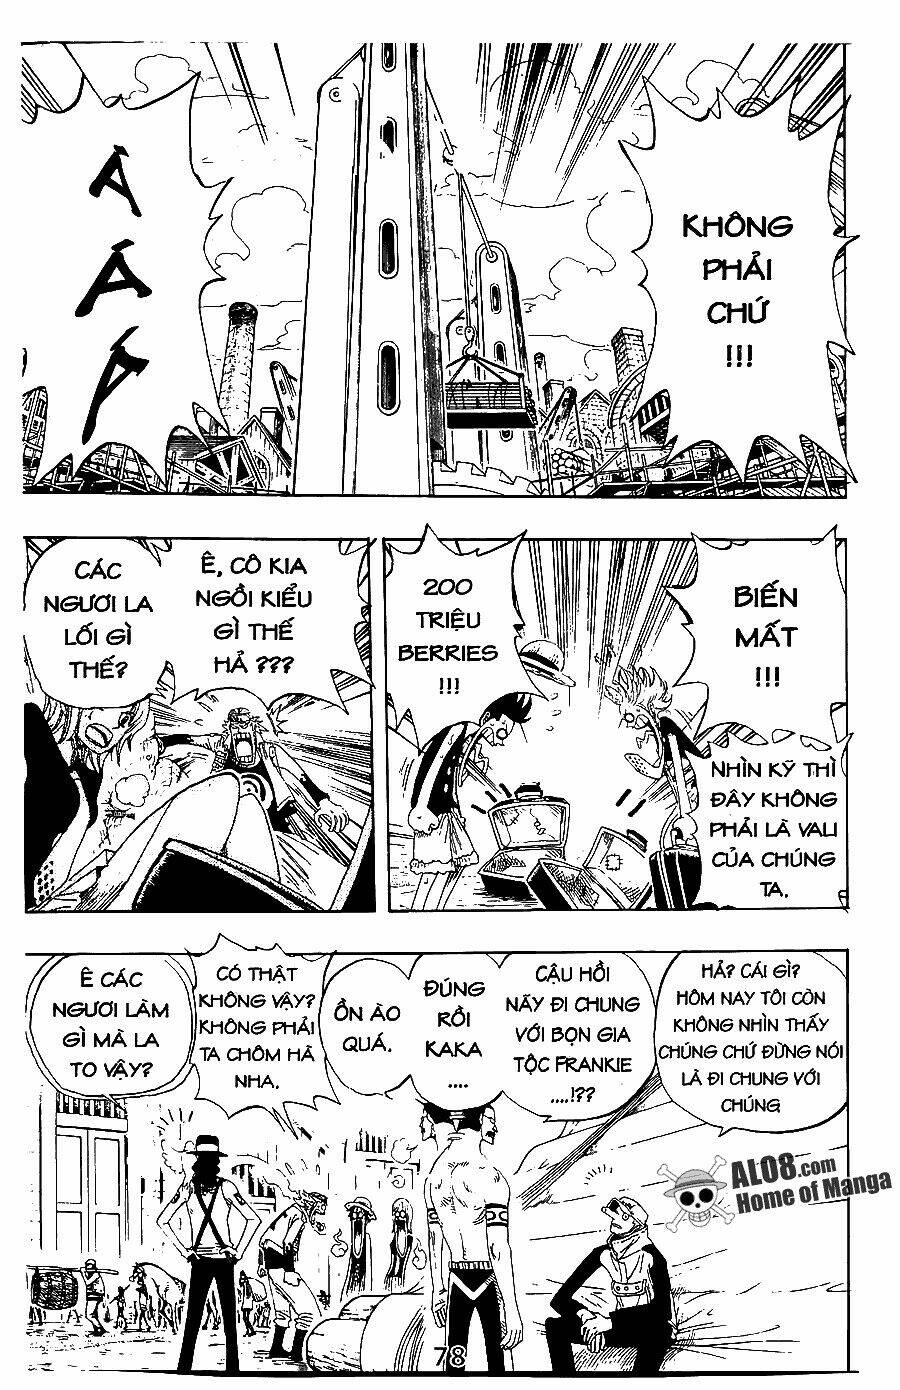 KHÔNG
PHẢI
CHỨ
!!!
À
Á
Á
BIẾN
MẤT
!!!
200
TRIỆU
BERRIES
!!!
NHÌN KỸ THÌ
ĐÂY KHÔNG
PHẢI LÀ VALI
CỦA CHÚNG
TA.
Ê, CÔ KIA
NGỒI KIỂU
GÌ THẾ
HẢ ???
CÁC
NGƯƠI LA
LỐI GÌ
THẾ?
HẢ? CÁI GÌ?
HÔM NAY TÔI CÒN
KHÔNG NHÌN THẤY
CHÚNG CHỨ ĐỪNG NÓI
LÀ ĐI CHUNG VỚI
CHÚNG
CẬU HỒI
NÃY ĐI CHUNG
VỚI BỌN GIA
TỘC FRANKIE
....!??
ĐÚNG
RỒI
KAKA
....
ỒN ÀO
QUÁ.
CÓ THẬT
KHÔNG VẬY?
KHÔNG PHẢI
TA CHÔM HÀ
NHA.
Ê CÁC
NGƯƠI LÀM
GÌ MÀ LA
TO VẬY?
ALO8.com
Home of Manga
78